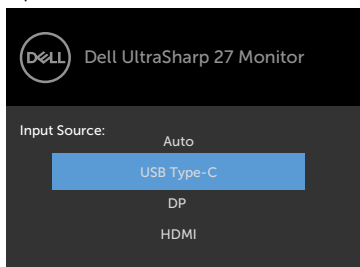 DELL
Dell UltraSharp 27 Monitor
Input Source:
Auto
USB Type-C
DP
HDMI